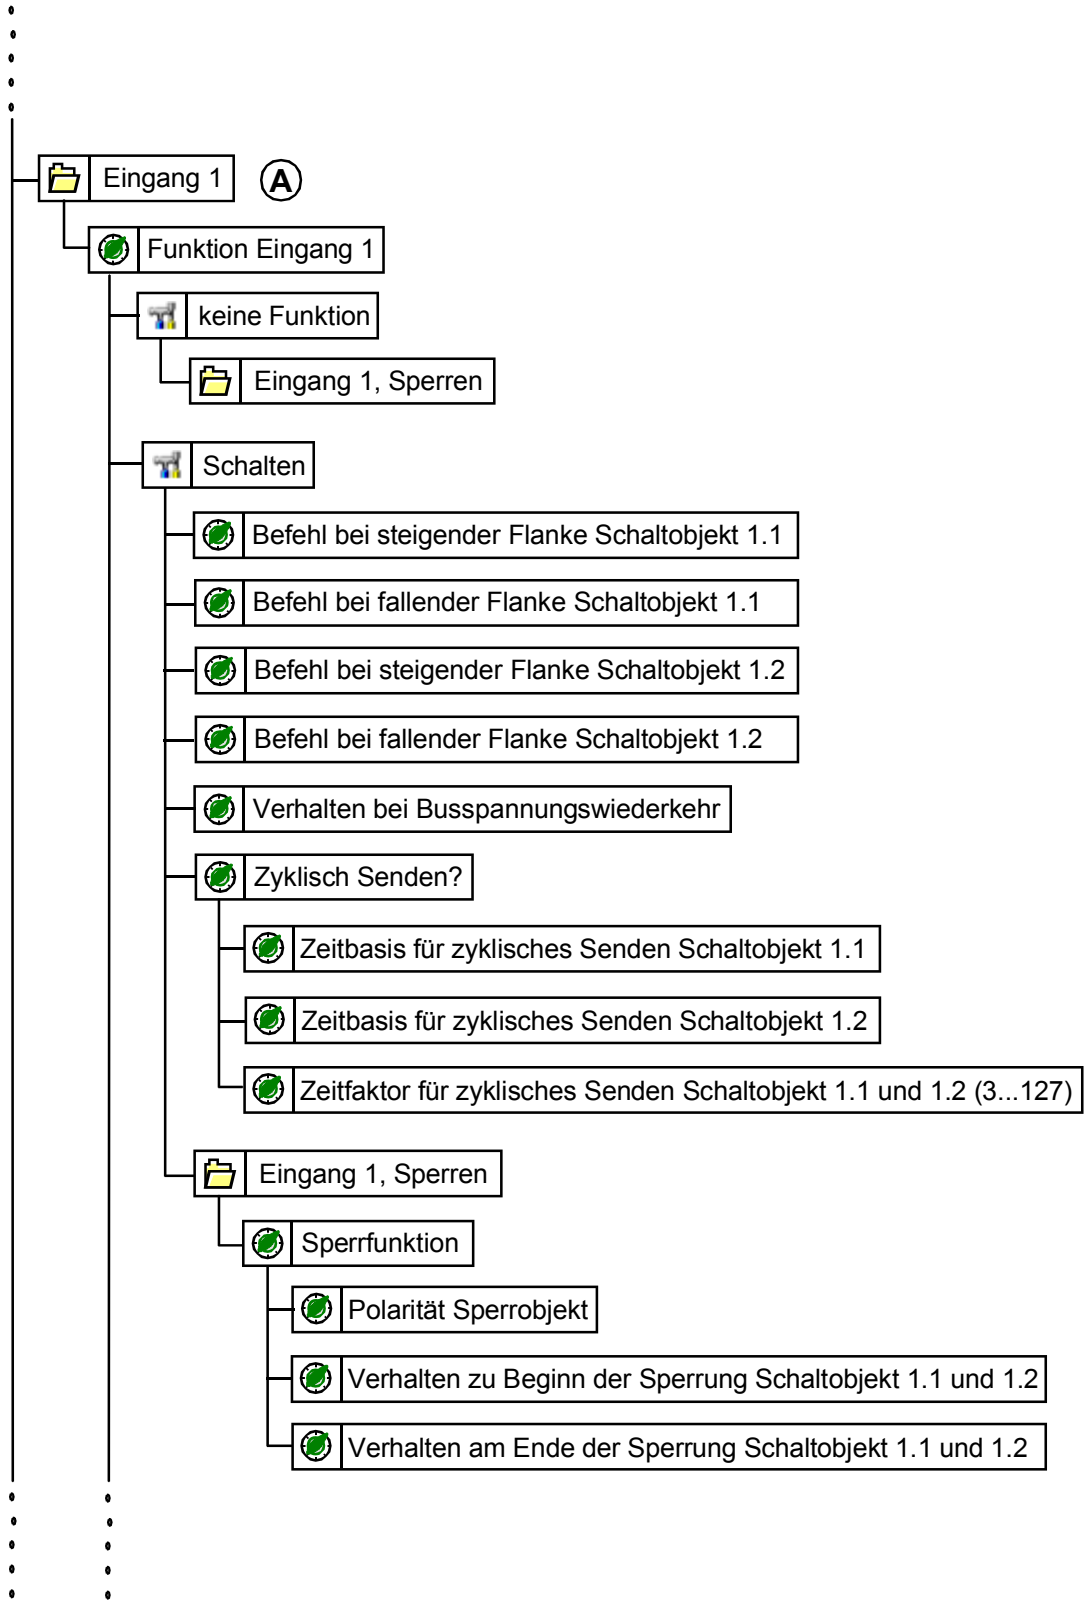 Eingang 1 A
Funktion Eingang 1
keine Funktion
Eingang 1, Sperren
Schalten
Befehl bei steigender Flanke Schaltobjekt 1.1
Befehl bei fallender Flanke Schaltobjekt 1.1
Befehl bei steigender Flanke Schaltobjekt 1.2
Befehl bei fallender Flanke Schaltobjekt 1.2
Verhalten bei Busspannungswiederkehr
Zyklisch Senden?
Zeitbasis für zyklisches Senden Schaltobjekt 1.1
Zeitbasis für zyklisches Senden Schaltobjekt 1.2
Zeitfaktor für zyklisches Senden Schaltobjekt 1.1 und 1.2 (3...127)
Eingang 1, Sperren
Sperrfunktion
Polarität Sperrobjekt
Verhalten zu Beginn der Sperrung Schaltobjekt 1.1 und 1.2
Verhalten am Ende der Sperrung Schaltobjekt 1.1 und 1.2